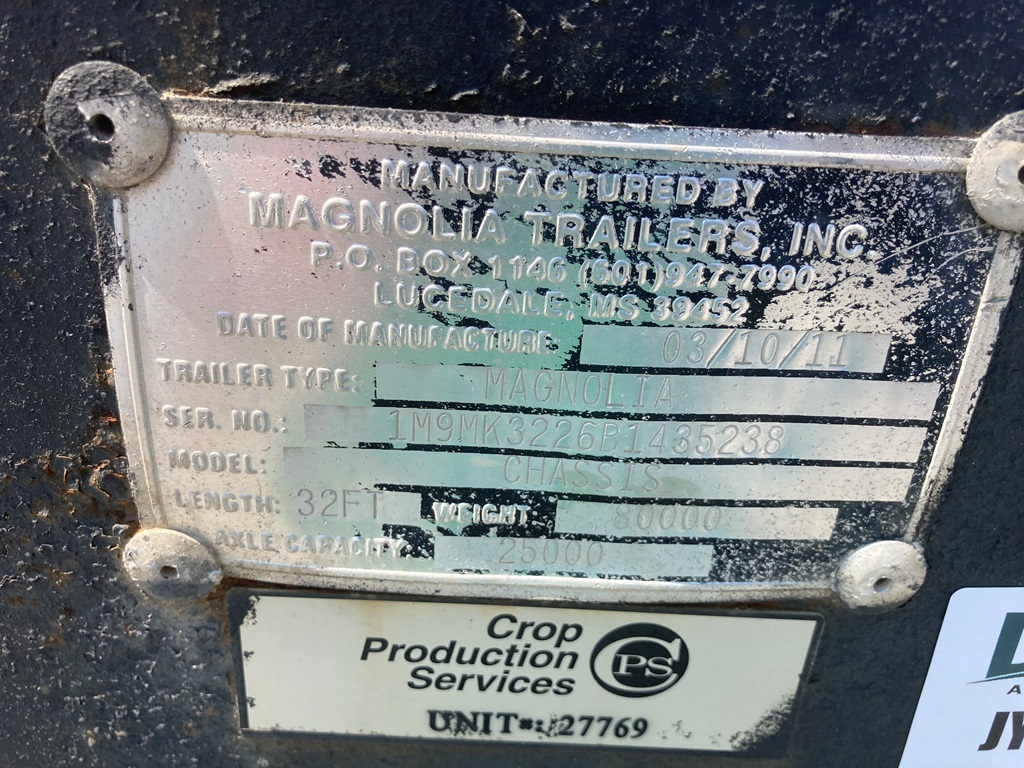 MANUFACTURED BY
MAGNOLIA TRAILERS, INC.
P.O. BOX 1146 (601)947-7990
LUCEDALE, MS 39452
DATE OF MANUFACTURE: 03/10/11
TRAILER TYPE: MAGNOLIA
SER. NO.: 1M9MK3226B1435238
MODEL: CHASSIS
LENGTH: 32FT WEIGHT: 80000
AXLE CAPACITY: 25000
Crop
Production
Services
CPS
UNIT#: 27769